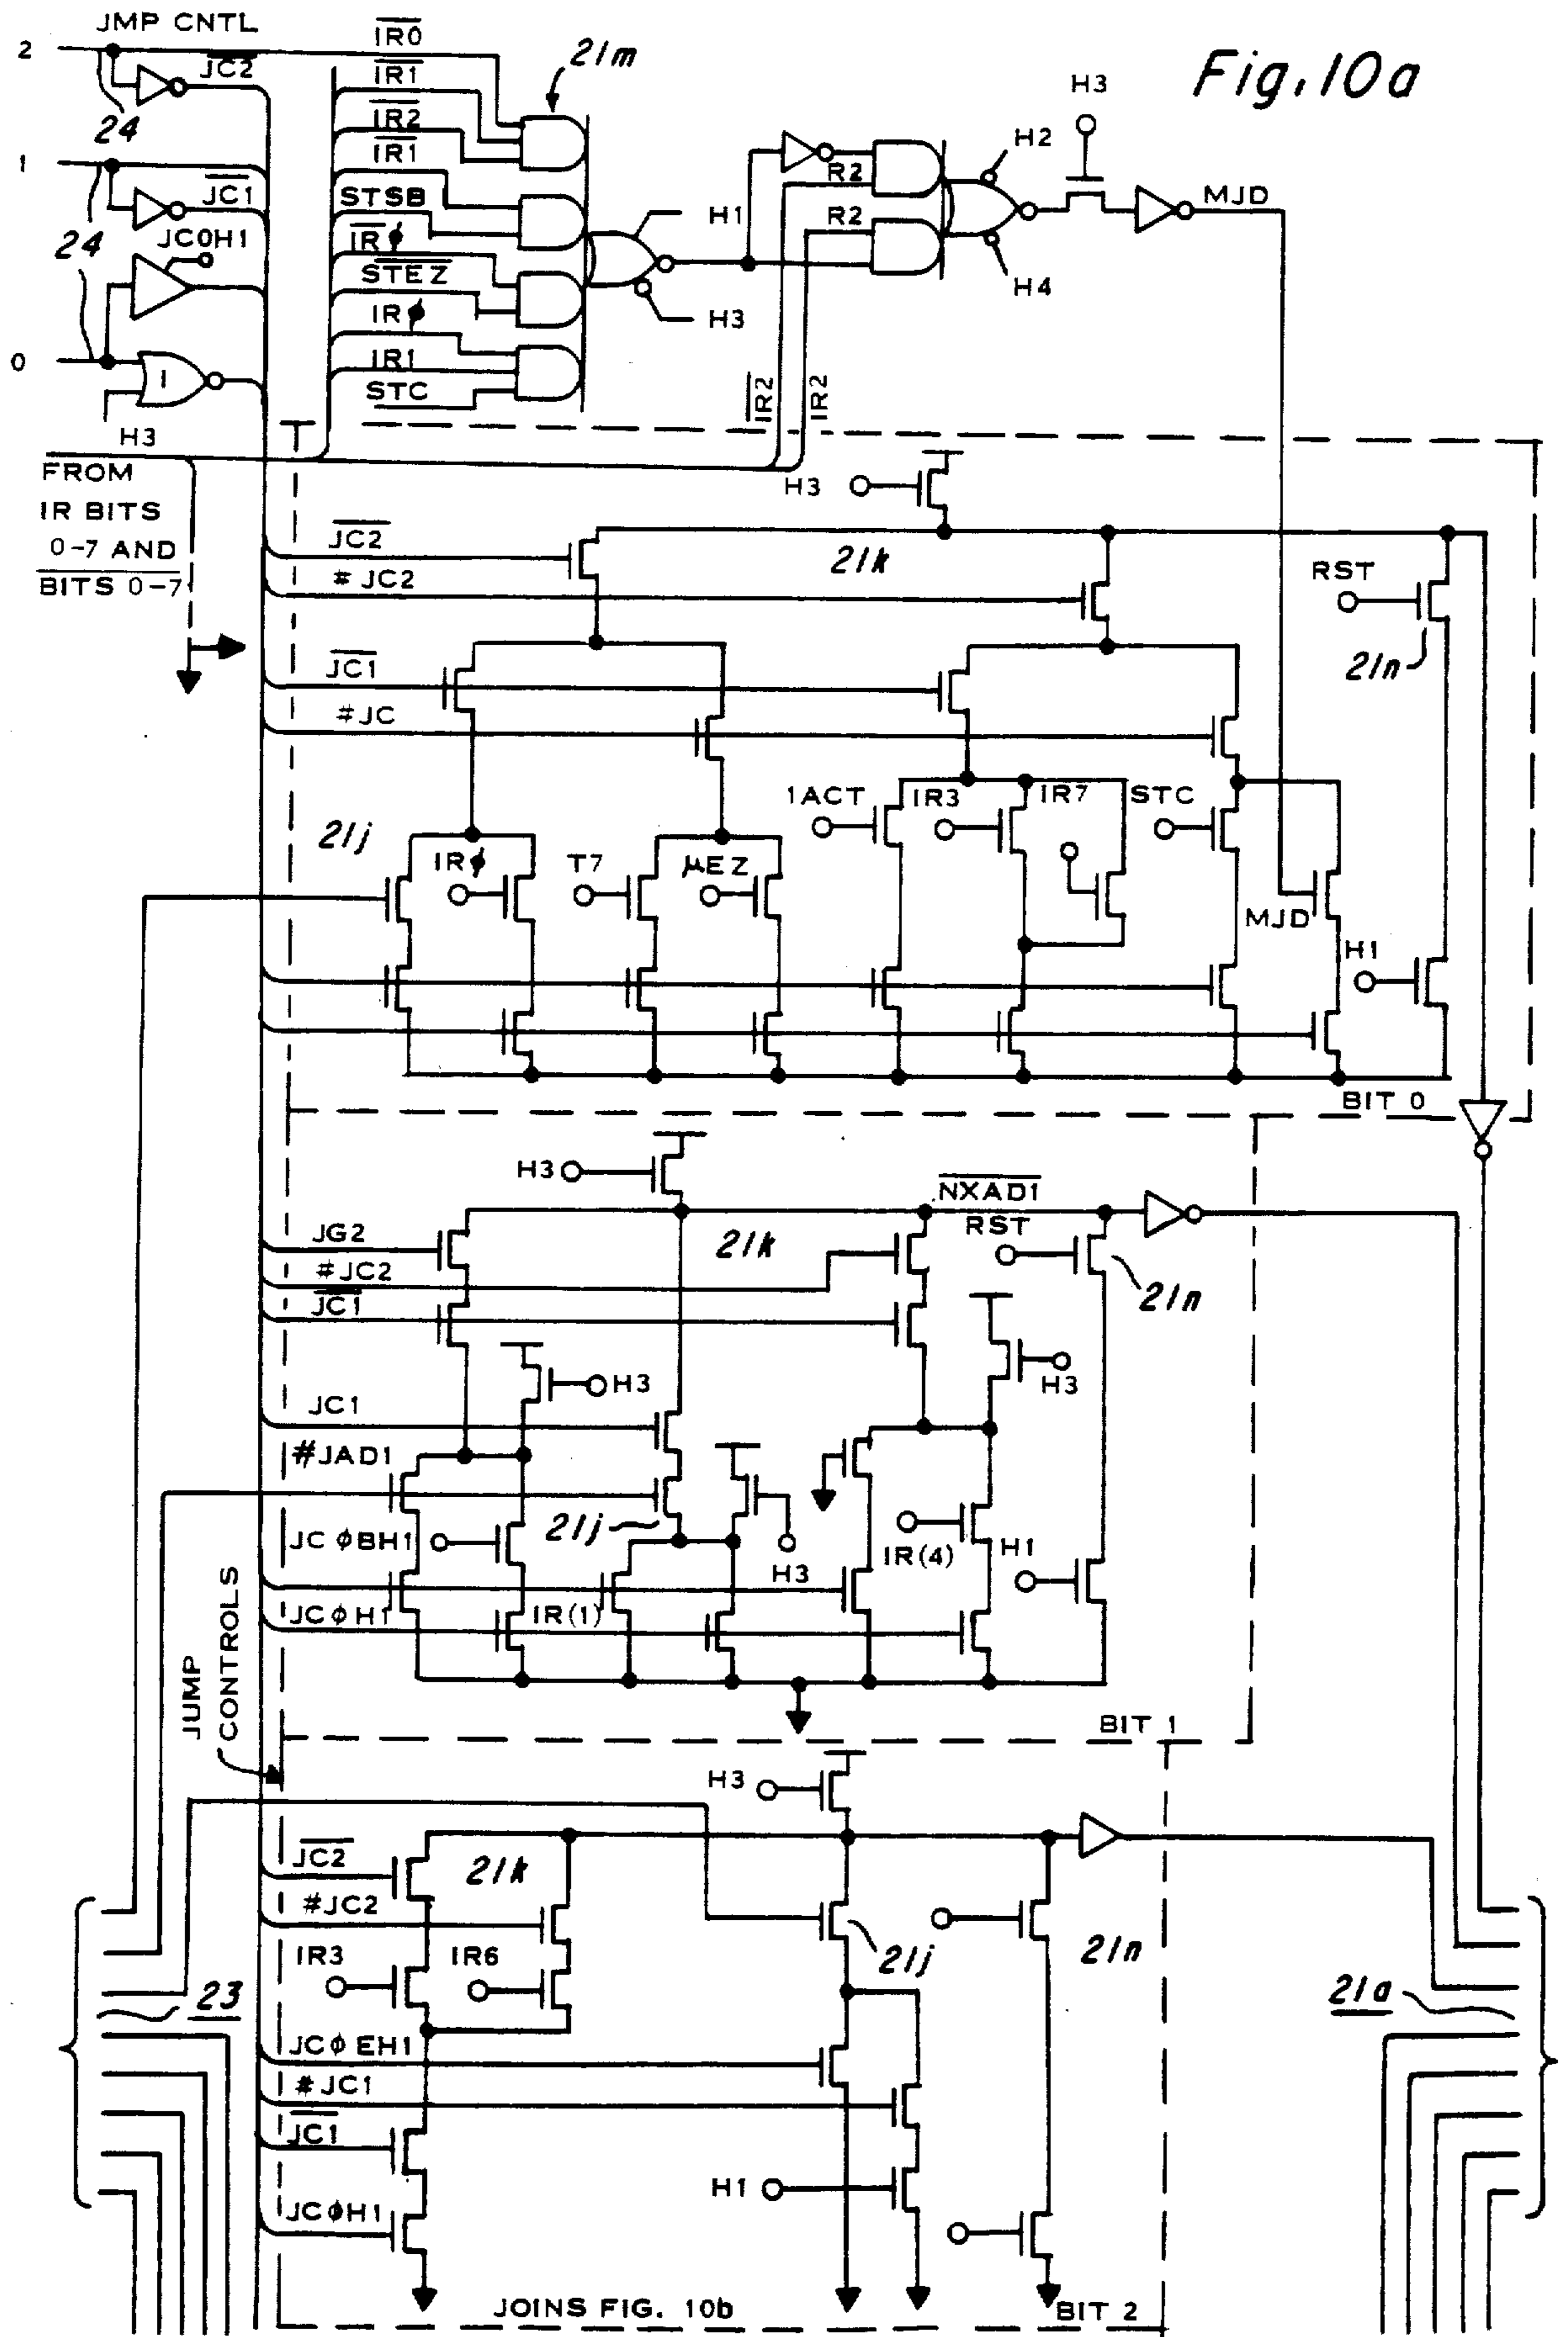 Fig. 10a
JMP CNTL
2
JC2
24
1
JC1
24
JC0H1
0
1
H3
IR0
IR1
IR2
IR1
STSB
IRϕ
STEZ
IRϕ
IR1
STC
21m
H1
H3
R2
R2
H2
H4
H3
MJD
IR2
IR2
FROM
IR BITS
0-7 AND
BITS 0-7
H3
JC2
#JC2
21k
RST
21n
JC1
#JC
21j
IRϕ
T7
μEZ
1ACT
IR3
IR7
STC
MJD
H1
BIT 0
H3
NXAD1
RST
JG2
#JC2
JC1
21k
21n
H3
H3
JC1
#JAD1
21j
H3
JCϕBH1
IR(4)
H1
JCϕH1
IR(1)
JUMP
CONTROLS
BIT 1
H3
JC2
#JC2
21k
IR3
IR6
21j
21n
23
21a
JCϕEH1
#JC1
JC1
H1
JCϕH1
JOINS FIG. 10b
BIT 2